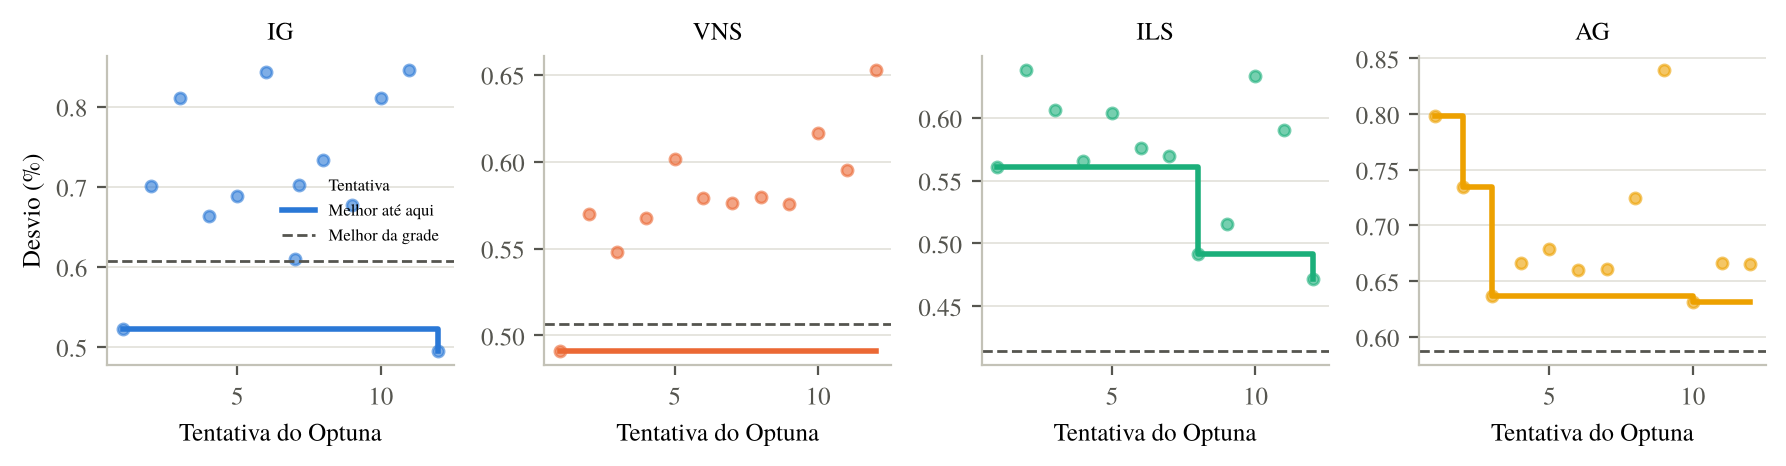 IG
VNS
ILS
AG
Desvio (%)
0.8
0.7
0.6
0.5
Tentativa
Melhor até aqui
Melhor da grade
5
10
Tentativa do Optuna
0.65
0.60
0.55
0.50
5
10
Tentativa do Optuna
0.60
0.55
0.50
0.45
5
10
Tentativa do Optuna
0.85
0.80
0.75
0.70
0.65
0.60
5
10
Tentativa do Optuna